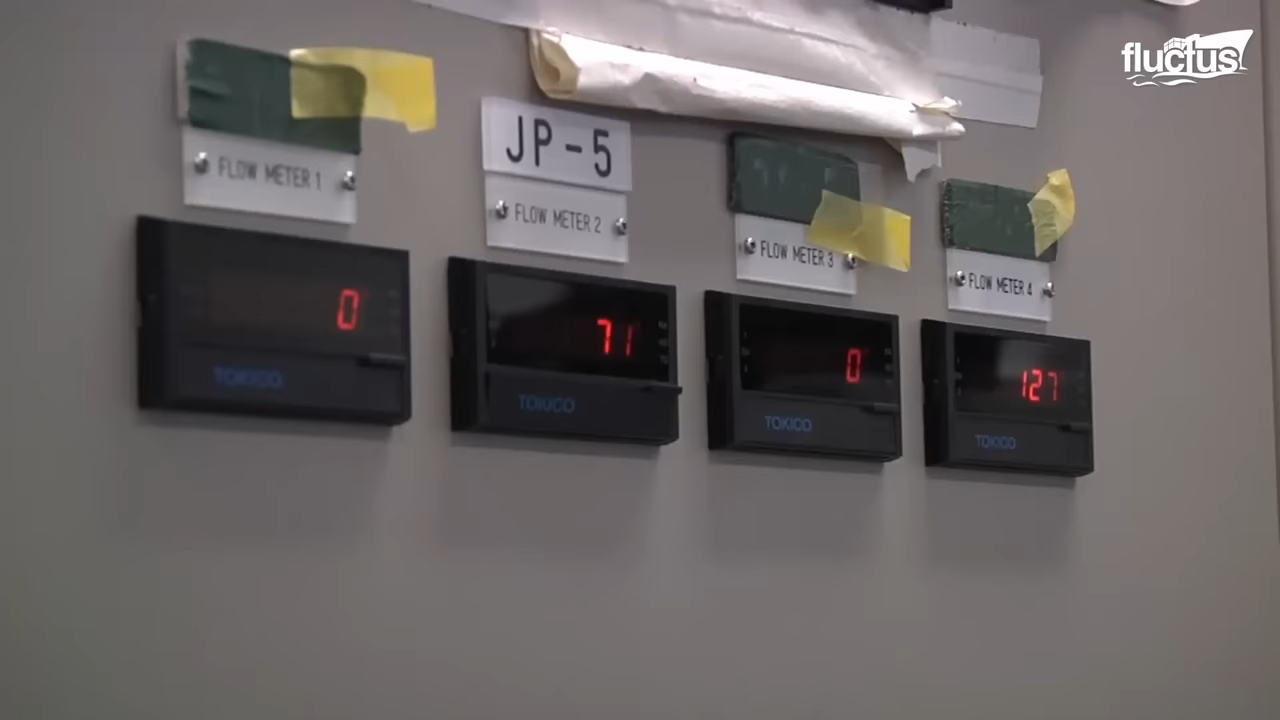 fluctus
FLOW METER 1
JP-5
FLOW METER 2
FLOW METER 3
FLOW METER 4
0
71
0
127
TOKICO
TOKICO
TOKICO
TOKICO